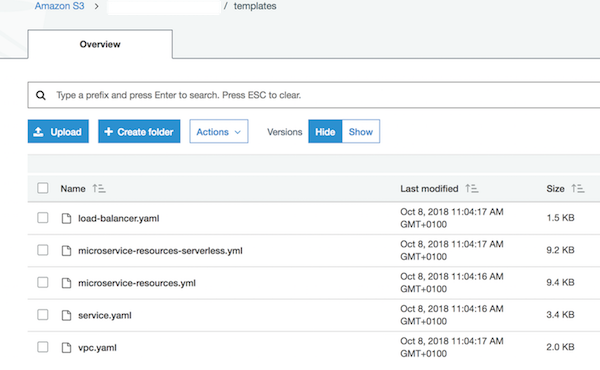 Amazon S3 > / templates
Overview
Type a prefix and press Enter to search. Press ESC to clear.
Upload + Create folder Actions Versions Hide Show
Name Last modified Size
load-balancer.yaml Oct 8, 2018 11:04:17 AM GMT+0100 1.5 KB
microservice-resources-serverless.yml Oct 8, 2018 11:04:17 AM GMT+0100 9.2 KB
microservice-resources.yml Oct 8, 2018 11:04:16 AM GMT+0100 9.4 KB
service.yaml Oct 8, 2018 11:04:16 AM GMT+0100 3.4 KB
vpc.yaml Oct 8, 2018 11:04:17 AM GMT+0100 2.0 KB